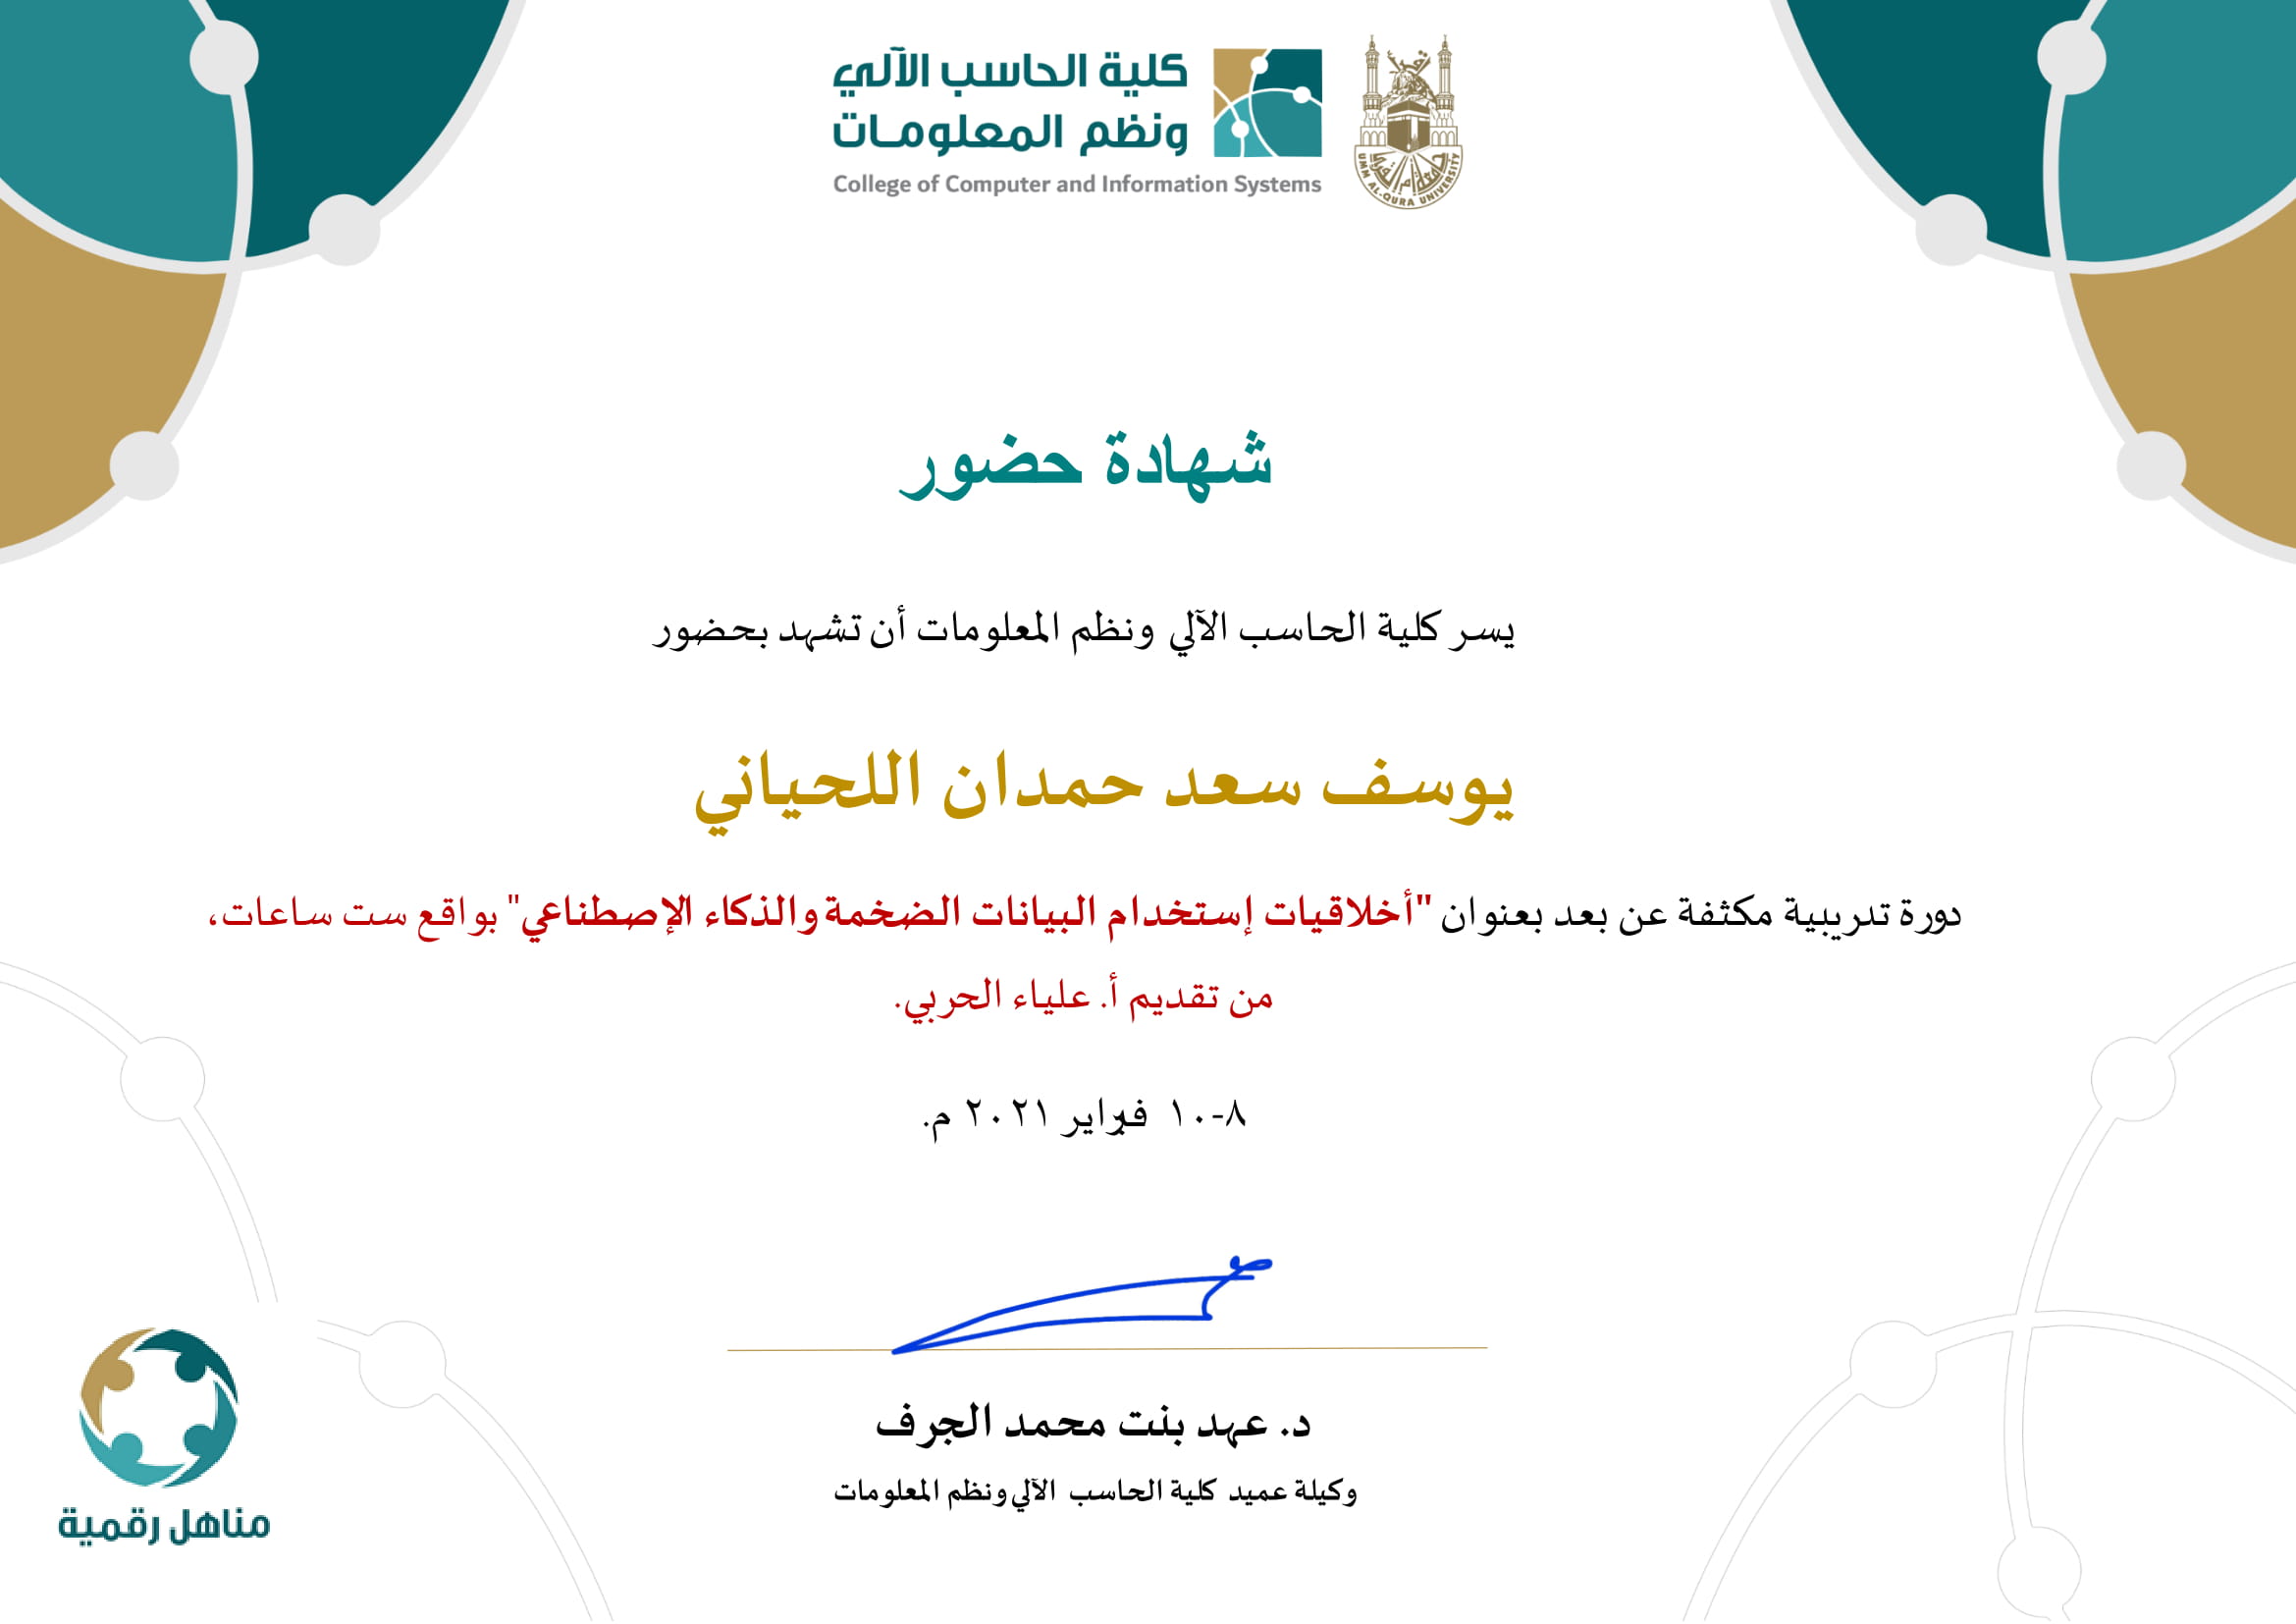 كلية الحاسب الآلي
ونظم المعلومات
College of Computer and Information Systems
UMM AL-QURA UNIVERSITY
شهادة حضور
يسر كلية الحاسب الآلي ونظم المعلومات أن تشهد بحضور
يوسف سعد حمدان اللحياني
دورة تدريبية مكثفة عن بعد بعنوان "أخلاقيات إستخدام البيانات الضخمة والذكاء الإصطناعي" بواقع ست ساعات،
من تقديم أ. علياء الحربي.
٨-١٠ فبراير ٢٠٢١ م.
د. عهد بنت محمد الجرف
وكيلة عميد كلية الحاسب الآلي ونظم المعلومات
مناهل رقمية